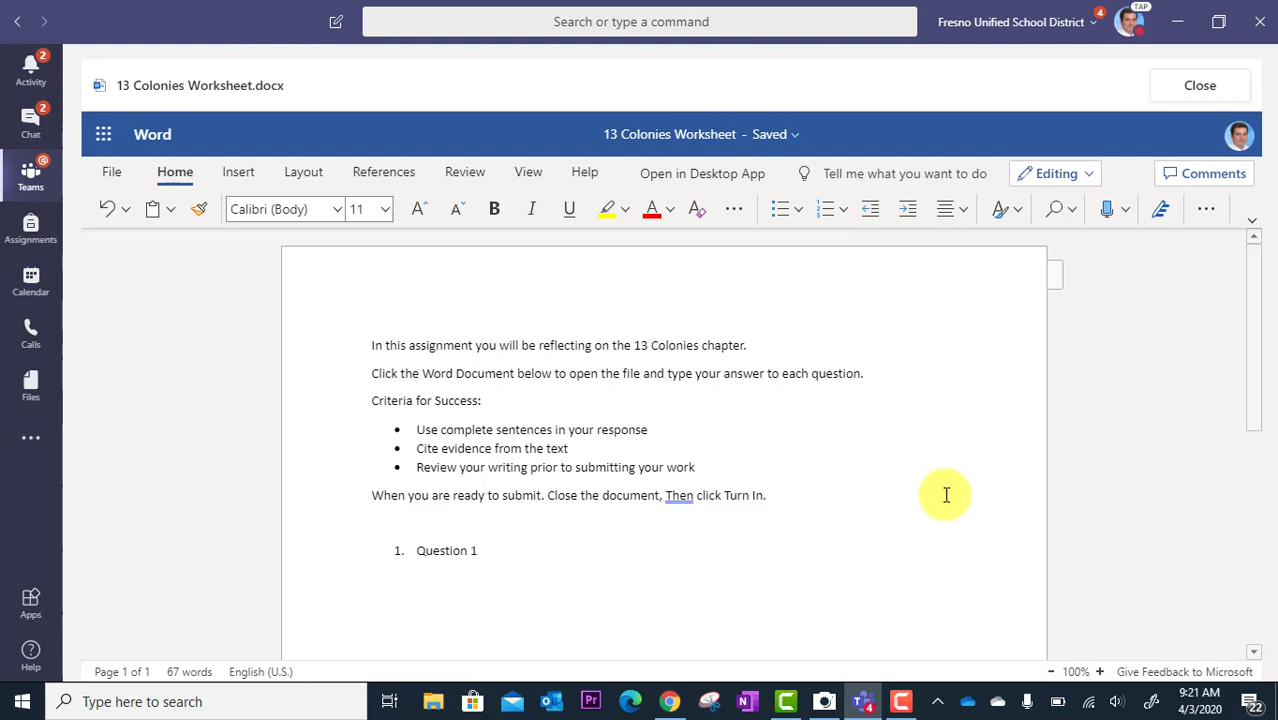 Search or type a command
Fresno Unified School District
4
TAP
2
Activity
2
Chat
@
Teams
Assignments
Calendar
Calls
Files
Apps
Help
13 Colonies Worksheet.docx
Close
Word
13 Colonies Worksheet - Saved
File
Home
Insert
Layout
References
Review
View
Help
Open in Desktop App
Tell me what you want to do
Editing
Comments
Calibri (Body)
11
In this assignment you will be reflecting on the 13 Colonies chapter.
Click the Word Document below to open the file and type your answer to each question.
Criteria for Success:
• Use complete sentences in your response
• Cite evidence from the text
• Review your writing prior to submitting your work
When you are ready to submit. Close the document, Then click Turn In.
1. Question 1
Page 1 of 1
67 words
English (U.S.)
100%
Give Feedback to Microsoft
Type here to search
4
9:21 AM
4/3/2020
22